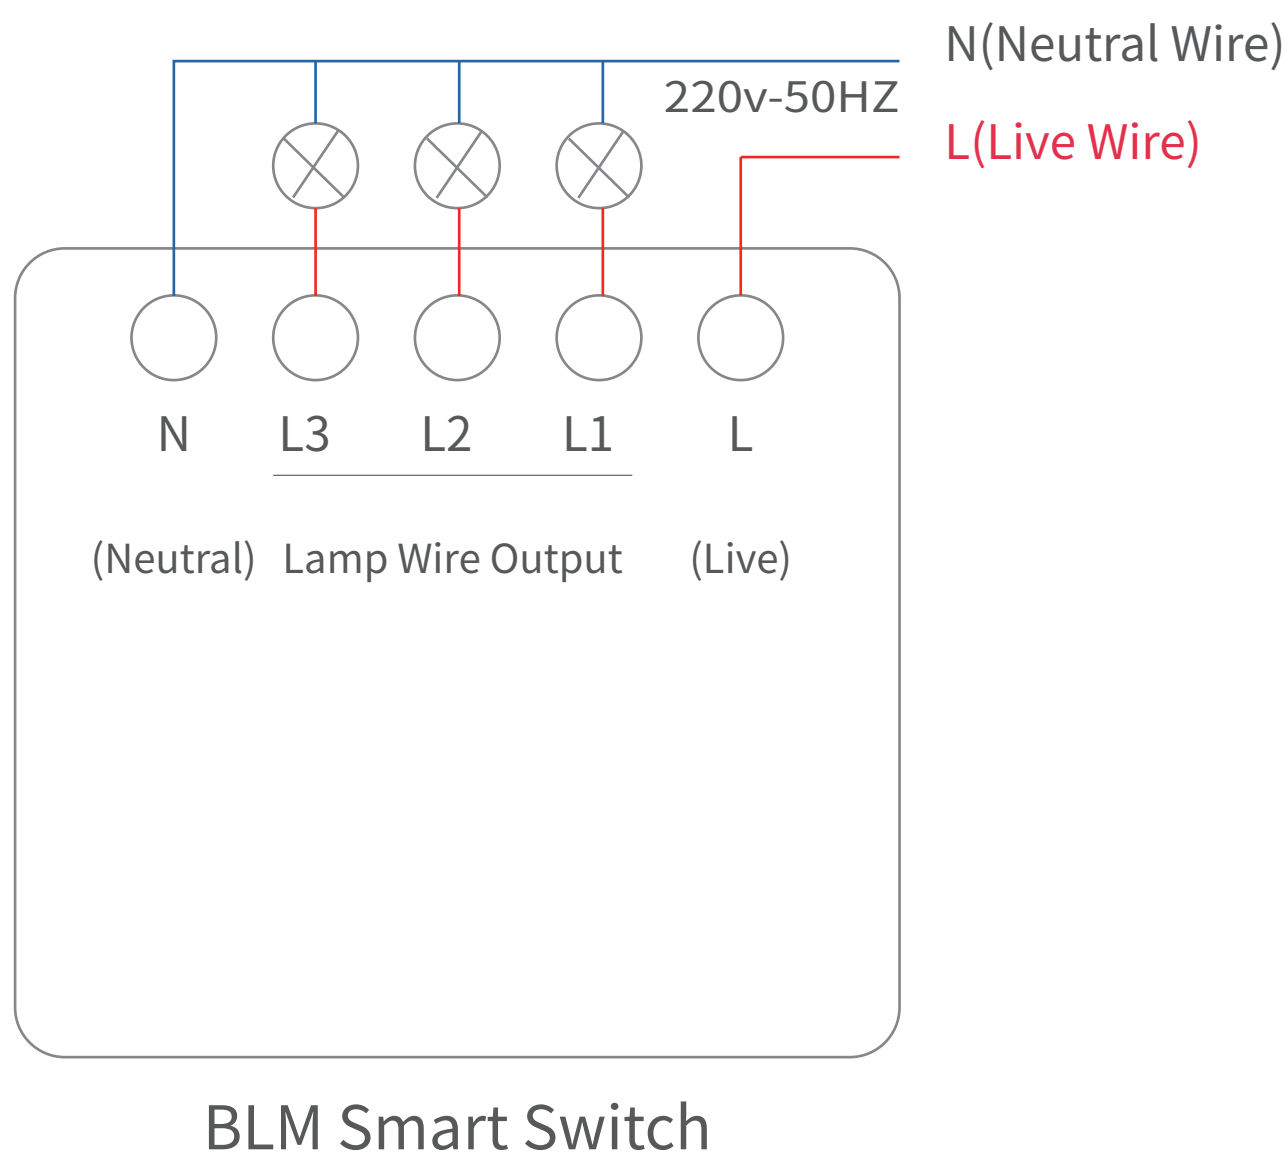 N(Neutral Wire)
220v-50HZ
L(Live Wire)
N L3 L2 L1 L
(Neutral) Lamp Wire Output (Live)
BLM Smart Switch